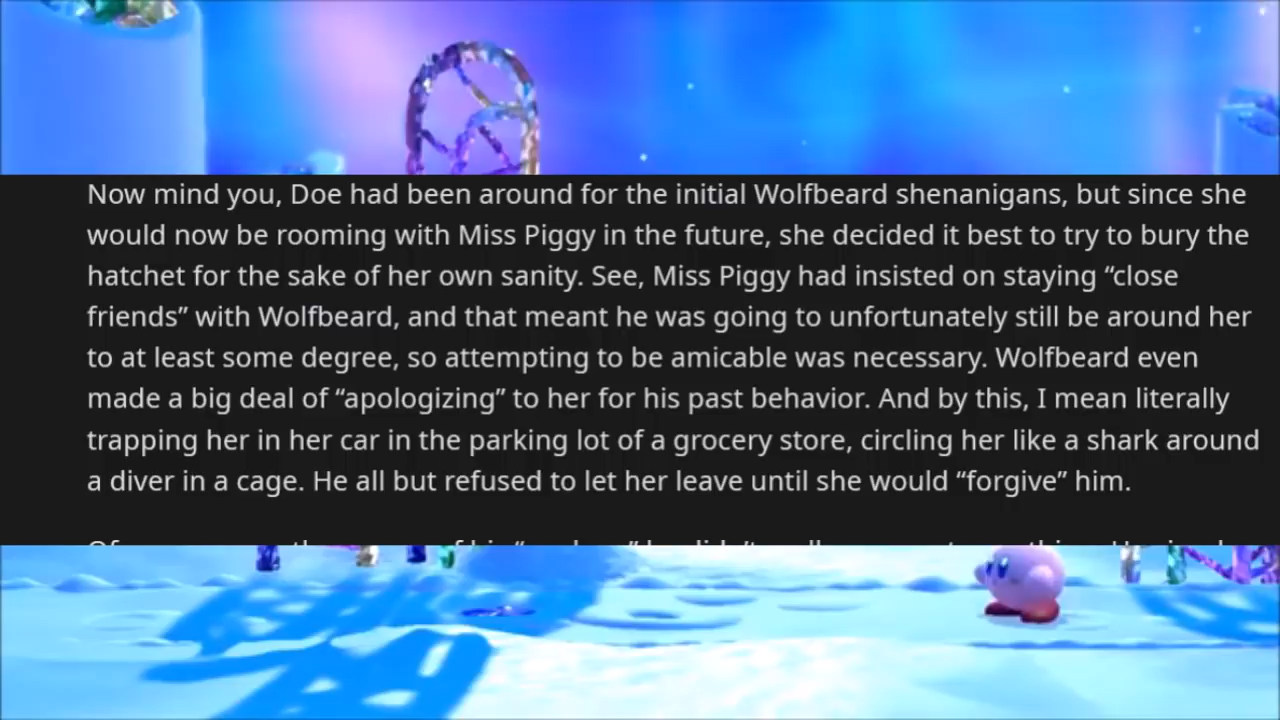 Now mind you, Doe had been around for the initial Wolfbeard shenanigans, but since she
would now be rooming with Miss Piggy in the future, she decided it best to try to bury the
hatchet for the sake of her own sanity. See, Miss Piggy had insisted on staying “close
friends” with Wolfbeard, and that meant he was going to unfortunately still be around her
to at least some degree, so attempting to be amicable was necessary. Wolfbeard even
made a big deal of “apologizing” to her for his past behavior. And by this, I mean literally
trapping her in her car in the parking lot of a grocery store, circling her like a shark around
a diver in a cage. He all but refused to let her leave until she would “forgive” him.